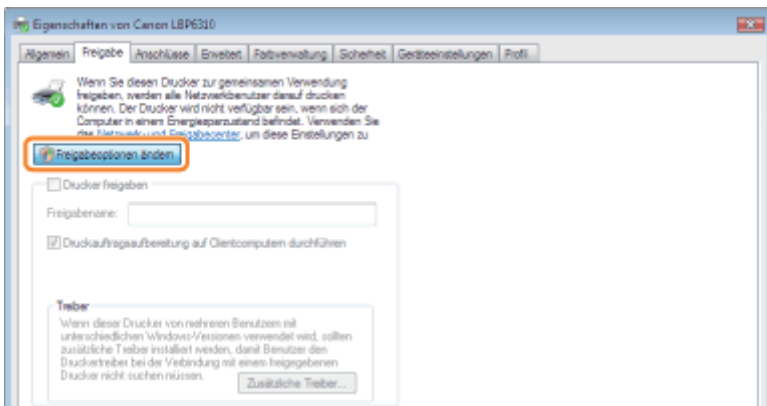 Eigenschaften von Canon LBP6310
Allgemein Freigabe Anschlüsse Erweitert Farbverwaltung Sicherheit Geräteeinstellungen Profil
Wenn Sie diesen Drucker zur gemeinsamen Verwendung
freigeben, werden alle Netzwerkbenutzer darauf drucken
können. Der Drucker wird nicht verfügbar sein, wenn sich der
Computer in einem Energiesparzustand befindet. Verwenden Sie
das Netzwerk- und Freigabecenter, um diese Einstellungen zu
Freigabeoptionen ändern
Drucker freigeben
Freigabename:
Druckauftragsaufbereitung auf Clientcomputern durchführen
Treiber
Wenn dieser Drucker von mehreren Benutzern mit
unterschiedlichen Windows-Versionen verwendet wird, sollten
zusätzliche Treiber installiert werden, damit Benutzer den
Druckertreiber bei der Verbindung mit einem freigegebenen
Drucker nicht suchen müssen.
Zusätzliche Treiber...